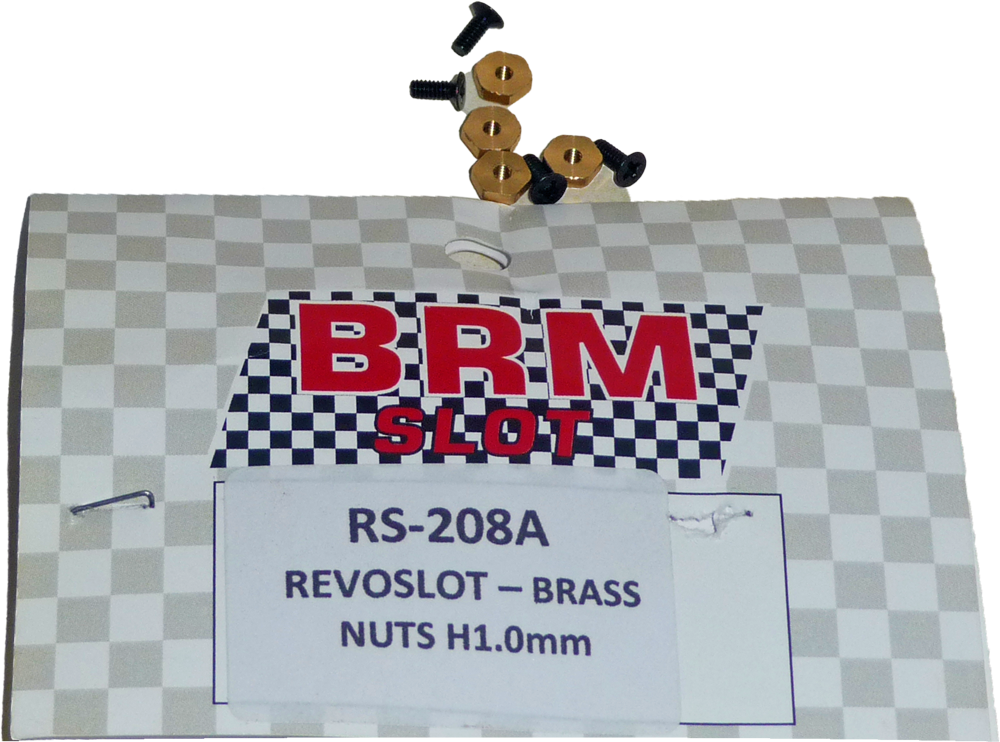 BRM
SLOT
RS-208A
REVOSLOT – BRASS
NUTS H1.0mm